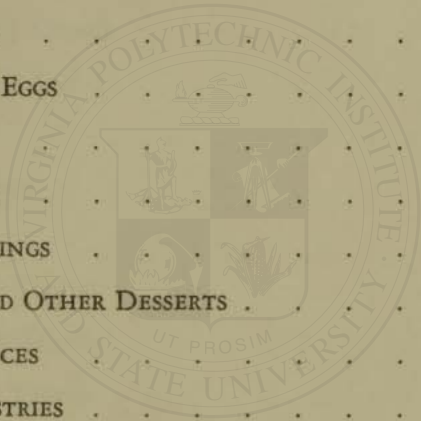 . . . . . . . .
EGGS . . . . . . .
. . . . . . .
. . . . . . . .
INGS . . . . . . .
D OTHER DESSERTS . . . .
CES . . . . . . .
STRIES . . . . . . .
VIRGINIA POLYTECHNIC INSTITUTE
AND STATE UNIVERSITY
UT PROSIM